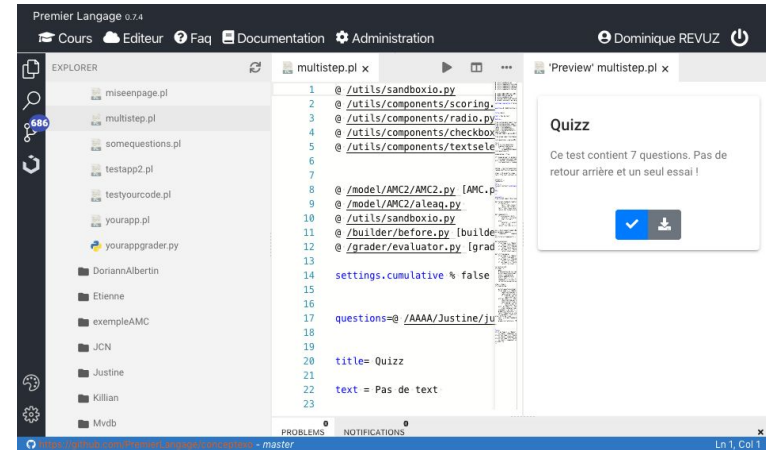 Premier Langage 0.7.4
Cours Editeur Faq Documentation Administration Dominique REVUZ
EXPLORER
miseenpage.pl
multistep.pl
somequestions.pl
testapp2.pl
testyourcode.pl
yourapp.pl
yourappgrader.py
DoriannAlbertin
Etienne
exempleAMC
JCN
Justine
Killian
Mvdb
686
multistep.pl x
1 @ /utils/sandboxio.py
2 @ /utils/components/scoring.
3 @ /utils/components/radio.py
4 @ /utils/components/checkbox
5 @ /utils/components/textsele
6
7
8 @ /model/AMC2/AMC2.py [AMC.p
9 @ /model/AMC2/aleaq.py
10 @ /utils/sandboxio.py
11 @ /builder/before.py [builde
12 @ /grader/evaluator.py [grad
13
14 settings.cumulative % false
15
16
17 questions=@ /AAAA/Justine/ju
18
19
20 title= Quizz
21
22 text = Pas de text
23
PROBLEMS 0 NOTIFICATIONS 0 x
'Preview' multistep.pl x
Quizz
Ce test contient 7 questions. Pas de
retour arrière et un seul essai !
https://github.com/PremierLangage/conceptexo - master Ln 1, Col 1